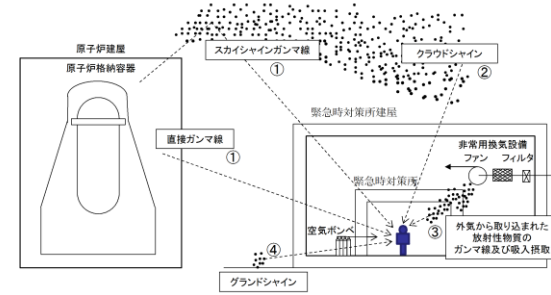 原子炉建屋
原子炉格納容器
スカイシャインガンマ線
①
クラウドシャイン
②
緊急時対策所建屋
直接ガンマ線
①
非常用換気設備
ファン フィルタ
緊急時対策所
空気ボンベ
③
外気から取り込まれた
放射性物質の
ガンマ線及び吸入摂取
④
グランドシャイン